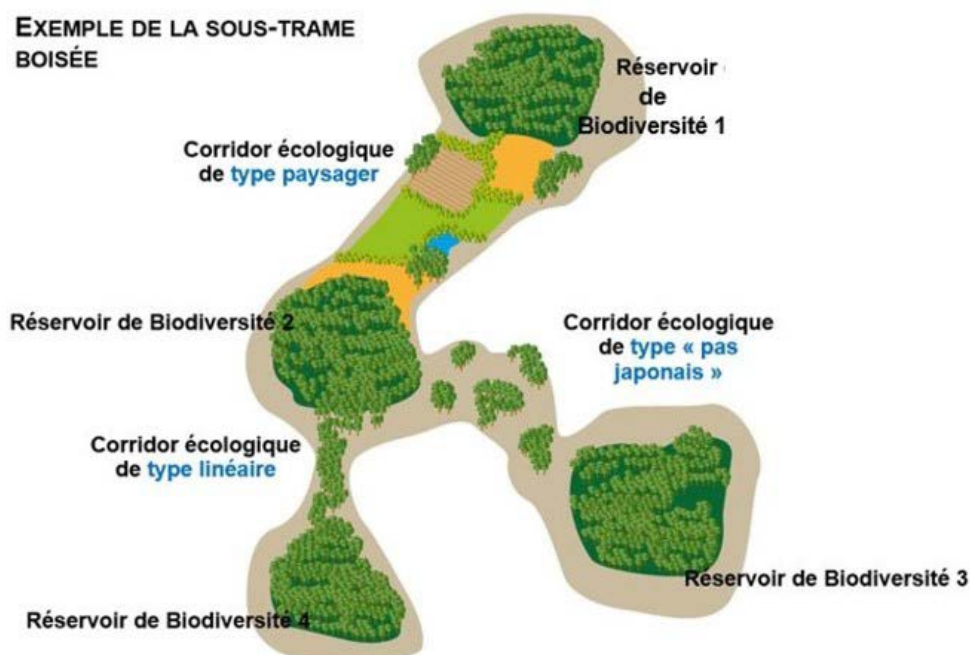 EXEMPLE DE LA SOUS-TRAME
BOISÉE
Réservoir
de
Biodiversité 1
Corridor écologique
de type paysager
Réservoir de Biodiversité 2
Corridor écologique
de type « pas
japonais »
Corridor écologique
de type linéaire
Réservoir de Biodiversité 3
Réservoir de Biodiversité 4